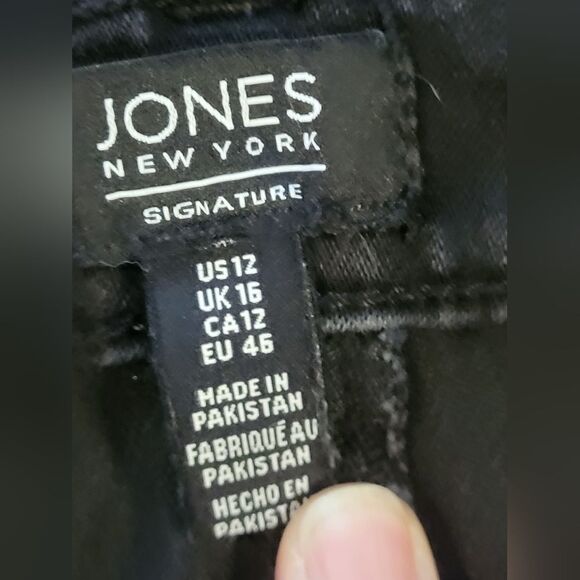 JONES
NEW YORK
SIGNATURE
US 12
UK 16
CA 12
EU 46
MADE IN
PAKISTAN
FABRIQUÉ AU
PAKISTAN
HECHO EN